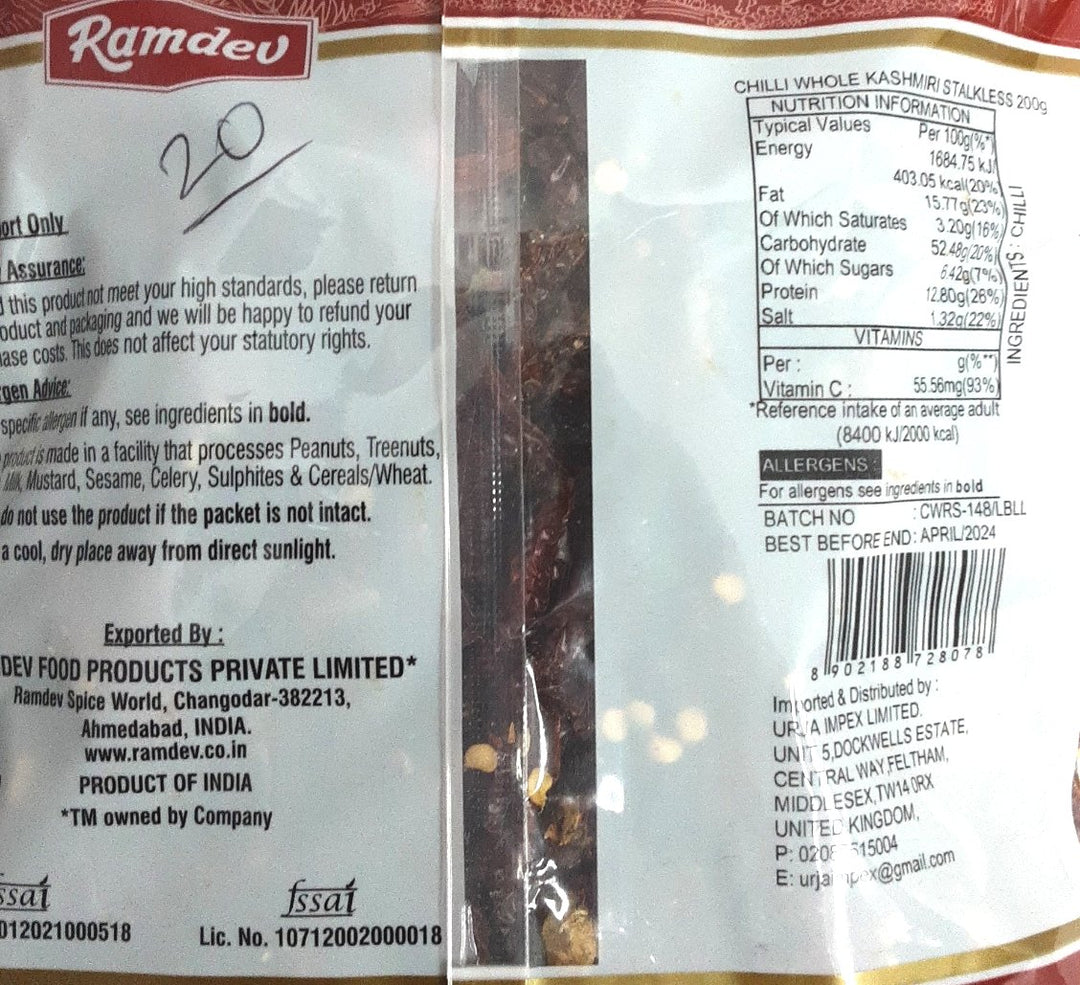 Ramdev
20
ort Only
Assurance:
this product not meet your high standards, please return
oduct and packaging and we will be happy to refund your
ase costs. This does not affect your statutory rights.
gen Advice:
specific allergen if any, see ingredients in bold.
product is made in a facility that processes Peanuts, Treenuts,
Milk, Mustard, Sesame, Celery, Sulphites & Cereals/Wheat.
do not use the product if the packet is not intact.
a cool, dry place away from direct sunlight.
Exported By :
DEV FOOD PRODUCTS PRIVATE LIMITED*
Ramdev Spice World, Changodar-382213,
Ahmedabad, INDIA.
www.ramdev.co.in
PRODUCT OF INDIA
*TM owned by Company
ssai
012021000518
fssai
Lic. No. 10712002000018
CHILLI WHOLE KASHMIRI STALKLESS 200g
NUTRITION INFORMATION
Typical Values Per 100g(%*)
Energy 1684.75 kJ/
403.05 kcal(20%)
Fat 15.77g(23%)
Of Which Saturates 3.20g(16%)
Carbohydrate 52.48g(20%)
Of Which Sugars 6.42g(7%)
Protein 12.80g(26%)
Salt 1.32g(22%)
VITAMINS
Per : g(%**)
Vitamin C : 55.56mg(93%)
INGREDIENTS: CHILLI
*Reference intake of an average adult
(8400 kJ/2000 kcal)
ALLERGENS :
For allergens see ingredients in bold
BATCH NO : CWRS-148/LBLL
BEST BEFORE END: APRIL/2024
8 902188 728078
Imported & Distributed by :
URJA IMPEX LIMITED.
UNIT 5,DOCKWELLS ESTATE,
CENTRAL WAY,FELTHAM,
MIDDLESEX,TW14 0RX
UNITED KINGDOM,
P: 0208 515004
E: urja mpex@gmail.com